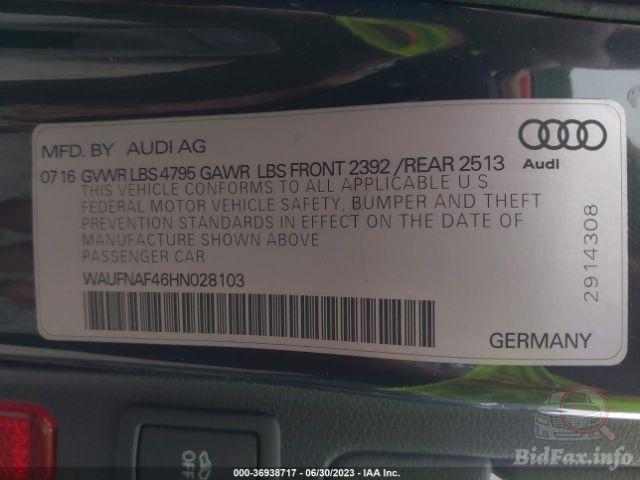 MFD. BY AUDI AG
07 16 GVWR LBS 4795 GAWR LBS FRONT 2392 /REAR 2513
THIS VEHICLE CONFORMS TO ALL APPLICABLE U.S.
FEDERAL MOTOR VEHICLE SAFETY, BUMPER AND THEFT
PREVENTION STANDARDS IN EFFECT ON THE DATE OF
MANUFACTURE SHOWN ABOVE
PASSENGER CAR
WAUFNAF46HN028103
Audi
2914308
GERMANY
OFF
000-36938717 - 06/30/2023 - IAA Inc.
BidFax.info